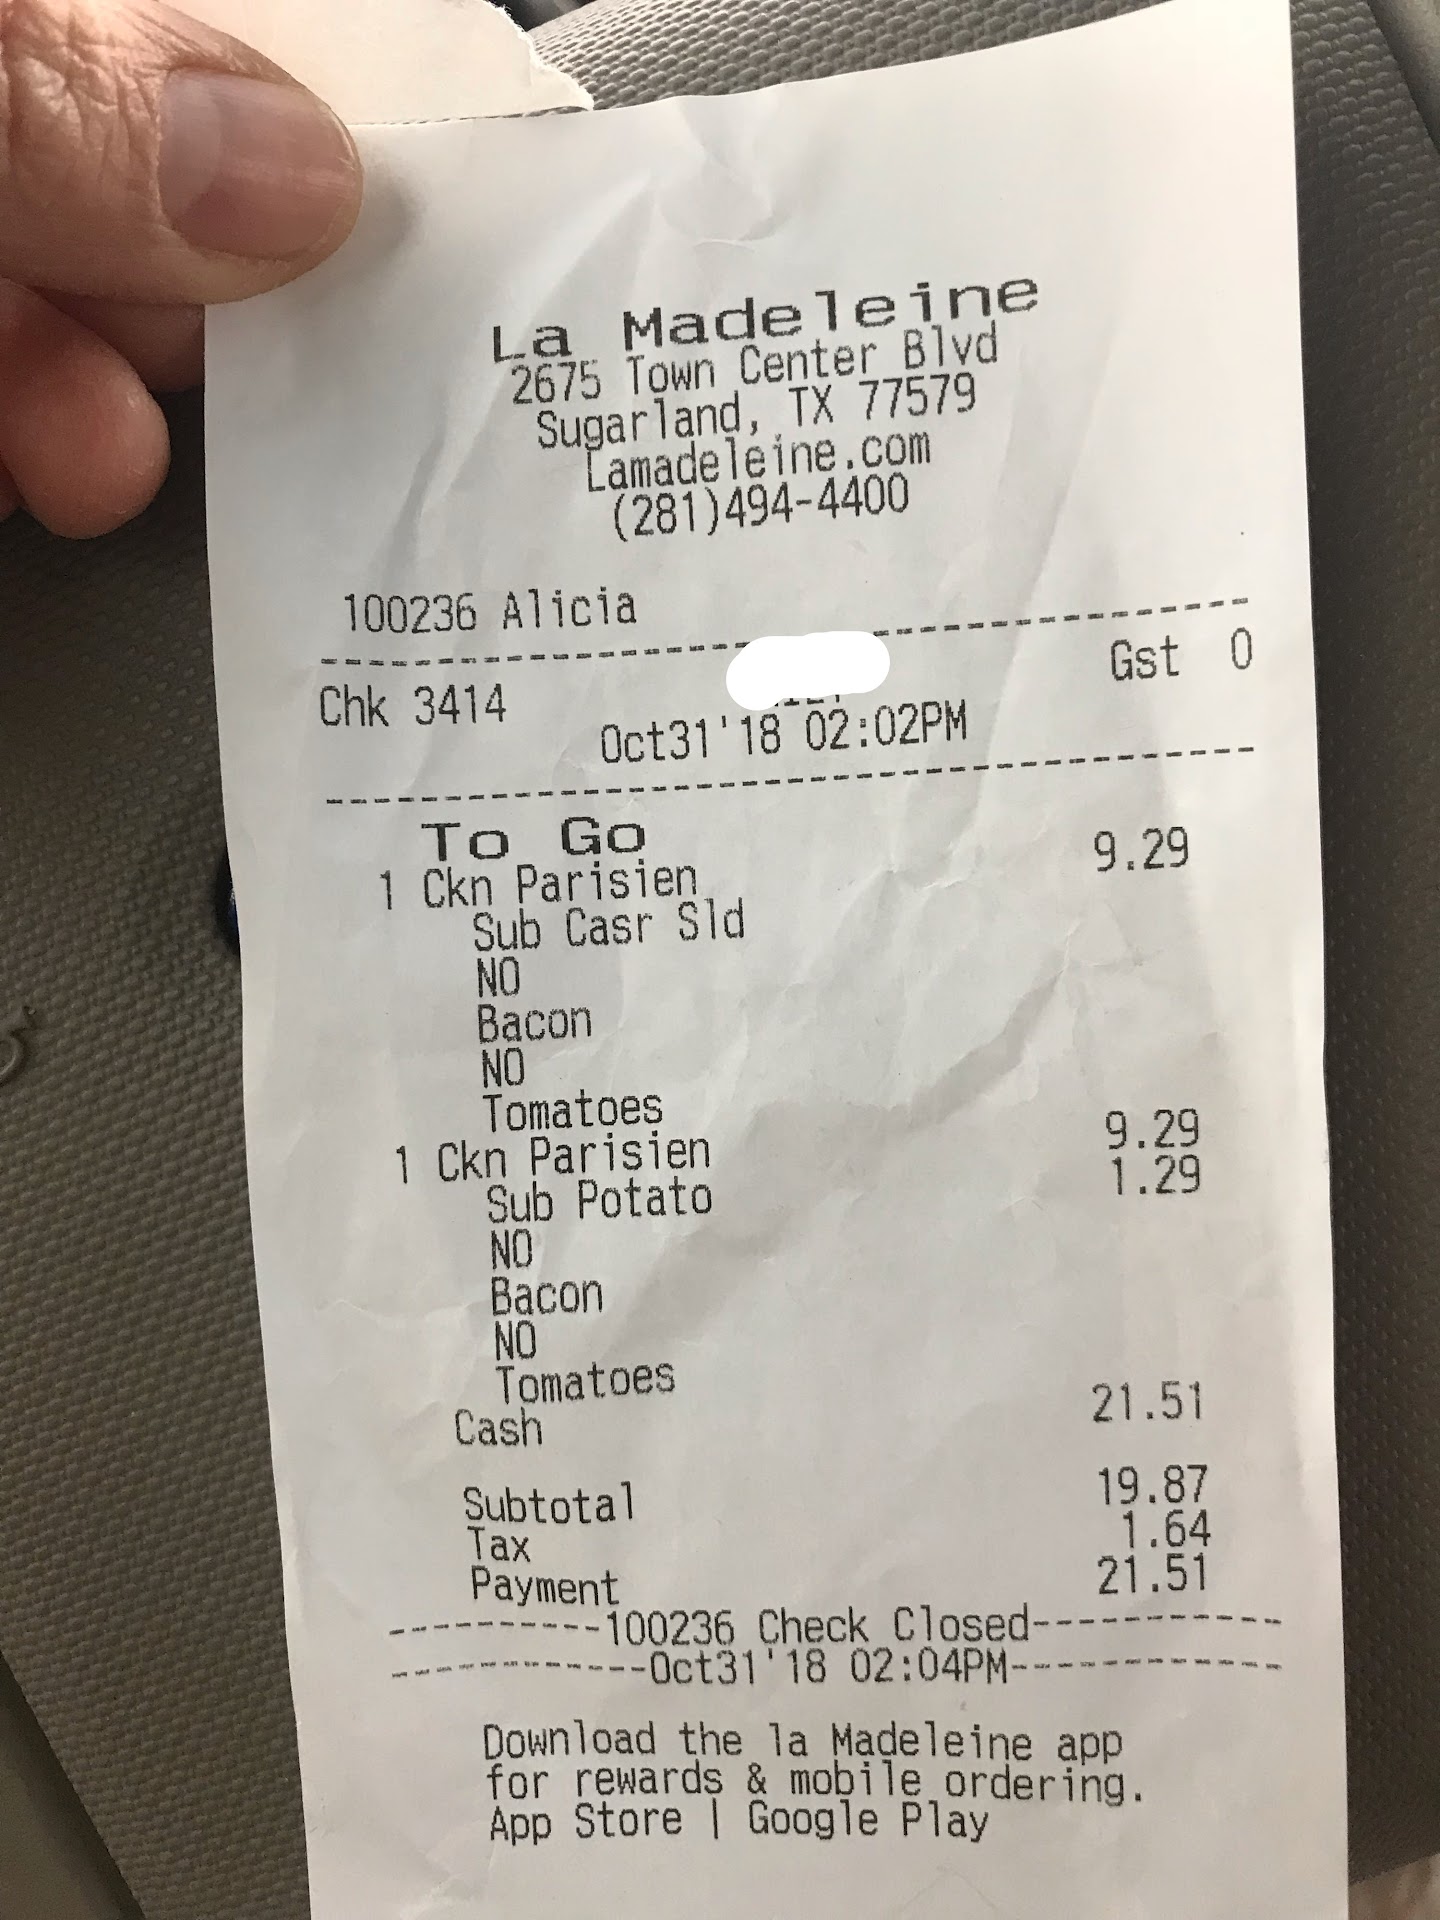 La Madeleine
2675 Town Center Blvd
Sugarland, TX 77579
Lamadeleine.com
(281)494-4400
100236 Alicia
Chk 3414 Gst 0
Oct31'18 02:02PM
To Go
1 Ckn Parisien 9.29
Sub Casr Sld
NO
Bacon
NO
Tomatoes
1 Ckn Parisien 9.29
Sub Potato 1.29
NO
Bacon
NO
Tomatoes
Cash 21.51
Subtotal 19.87
Tax 1.64
Payment 21.51
----------100236 Check Closed------------
------------Oct31'18 02:04PM-------------
Download the la Madeleine app
for rewards & mobile ordering.
App Store | Google Play